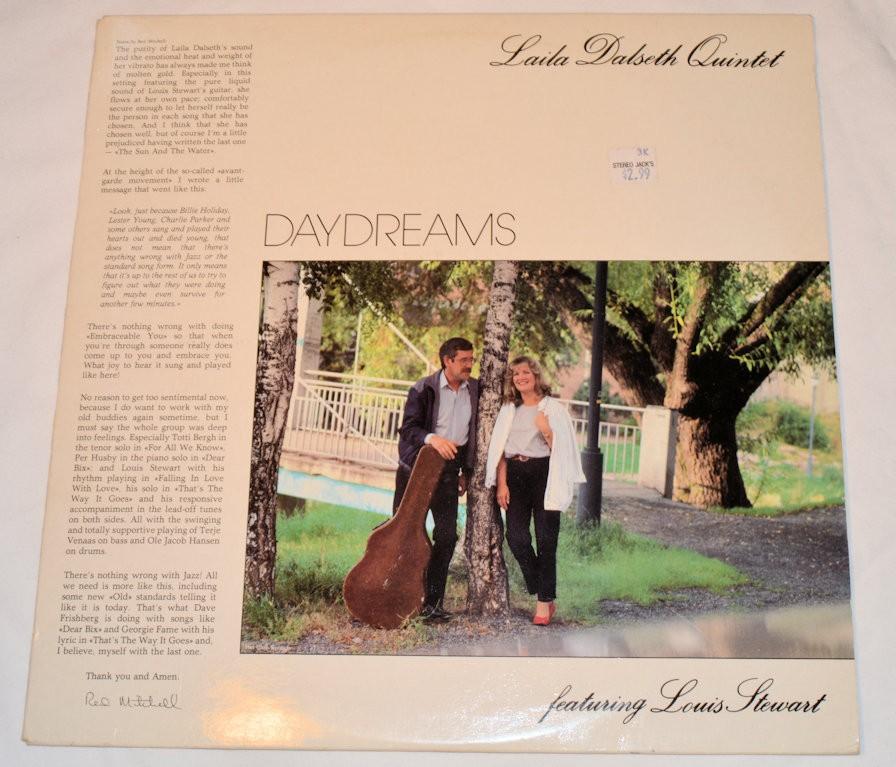 Laila Dalseth Quintet
Notes by Red Mitchell:
The purity of Laila Dalseth's sound
and the emotional heat and weight of
her vibrato has always made me think
of molten gold. Especially in this
setting featuring the pure liquid
sound of Louis Stewart's guitar, she
flows at her own pace; comfortably
secure enough to let herself really be
the person in each song that she has
chosen. And I think that she has
chosen well, but of course I'm a little
prejudiced having written the last one
— «The Sun And The Water».
At the height of the so-called «avant-
garde movement» I wrote a little
message that went like this:
«Look, just because Billie Holiday,
Lester Young, Charlie Parker and
some others sang and played their
hearts out and died young, that
does not mean that there's
anything wrong with Jazz or the
standard song form. It only means
that it's up to the rest of us to try to
figure out what they were doing
and maybe even survive for
another few minutes.»
There's nothing wrong with doing
«Embraceable You» so that when
you're through someone really does
come up to you and embrace you.
What joy to hear it sung and played
like here!
No reason to get too sentimental now,
because I do want to work with my
old buddies again sometime, but I
must say the whole group was deep
into feelings. Especially Totti Bergh in
the tenor solo in «For All We Know»,
Per Husby in the piano solo in «Dear
Bix»; and Louis Stewart with his
rhythm playing in «Falling In Love
With Love», his solo in «That's The
Way It Goes» and his responsive
accompaniment in the lead-off tunes
on both sides. All with the swinging
and totally supportive playing of Terje
Venaas on bass and Ole Jacob Hansen
on drums.
There's nothing wrong with Jazz! All
we need is more like this, including
some new «Old» standards telling it
like it is today. That's what Dave
Frishberg is doing with songs like
«Dear Bix» and Georgie Fame with his
lyric in «That's The Way It Goes» and,
I believe, myself with the last one.
Thank you and Amen.
Red Mitchell
3K
STEREO JACK'S
$2.99
DAYDREAMS
featuring Louis Stewart